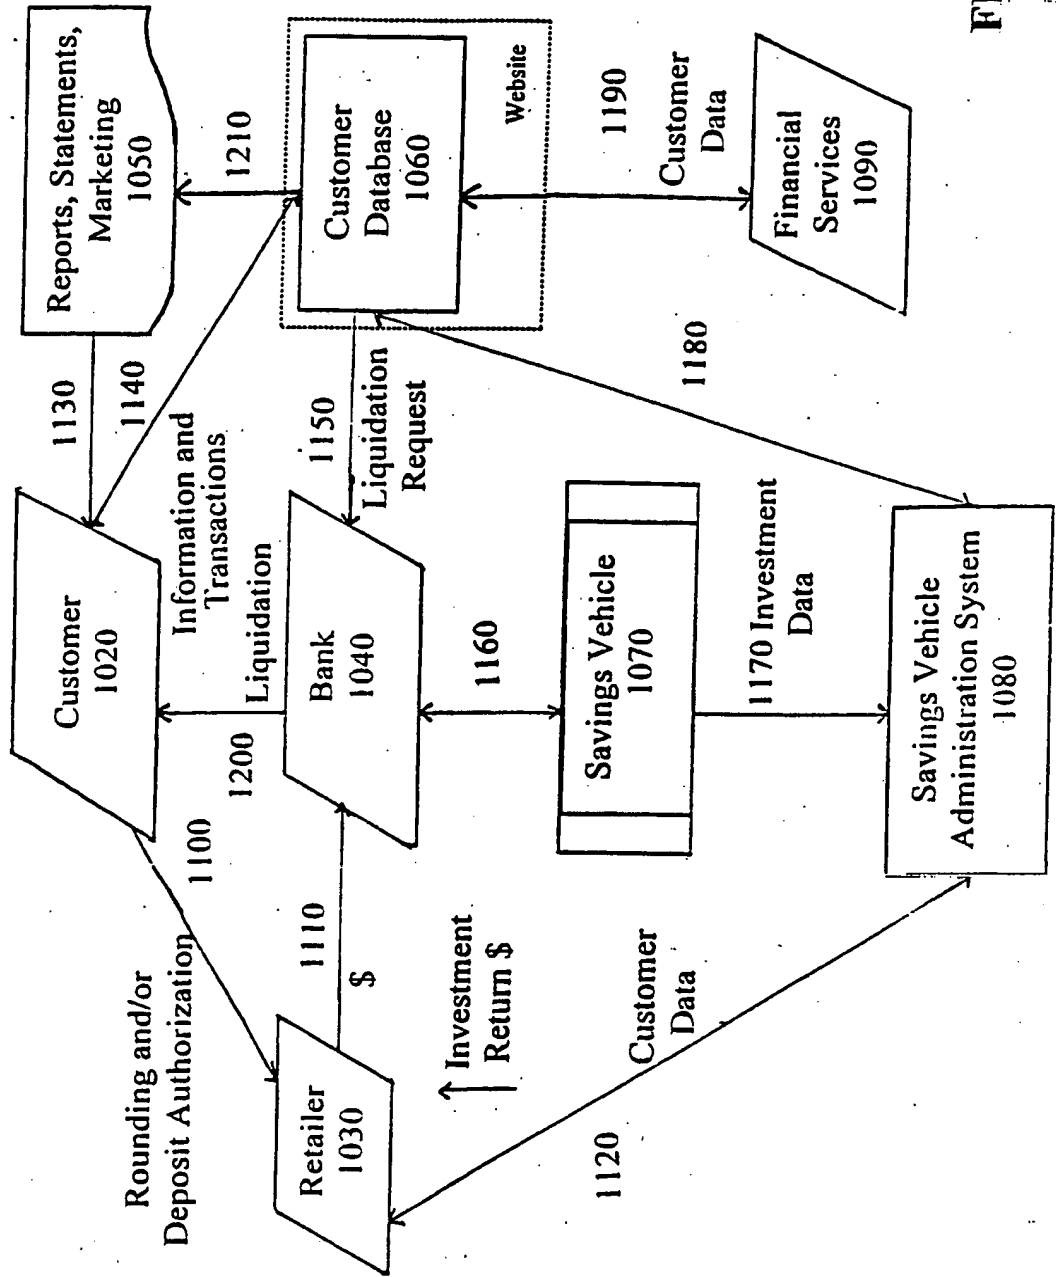 Customer
1020
Reports, Statements,
Marketing
1050
1130
1140
Information and
Transactions
Rounding and/or
Deposit Authorization
1100
1200
Liquidation
1210
Retailer
1030
1110
$
Bank
1040
1150
Liquidation
Request
Customer
Database
1060
Website
Investment
Return $
1160
Savings Vehicle
1070
1190
Customer
Data
1120
Customer
Data
1170 Investment
Data
1180
Financial
Services
1090
Savings Vehicle
Administration System
1080